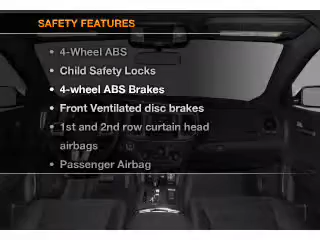 SAFETY FEATURES
• 4-Wheel ABS
• Child Safety Locks
• 4-wheel ABS Brakes
• Front Ventilated disc brakes
• 1st and 2nd row curtain head
airbags
• Passenger Airbag